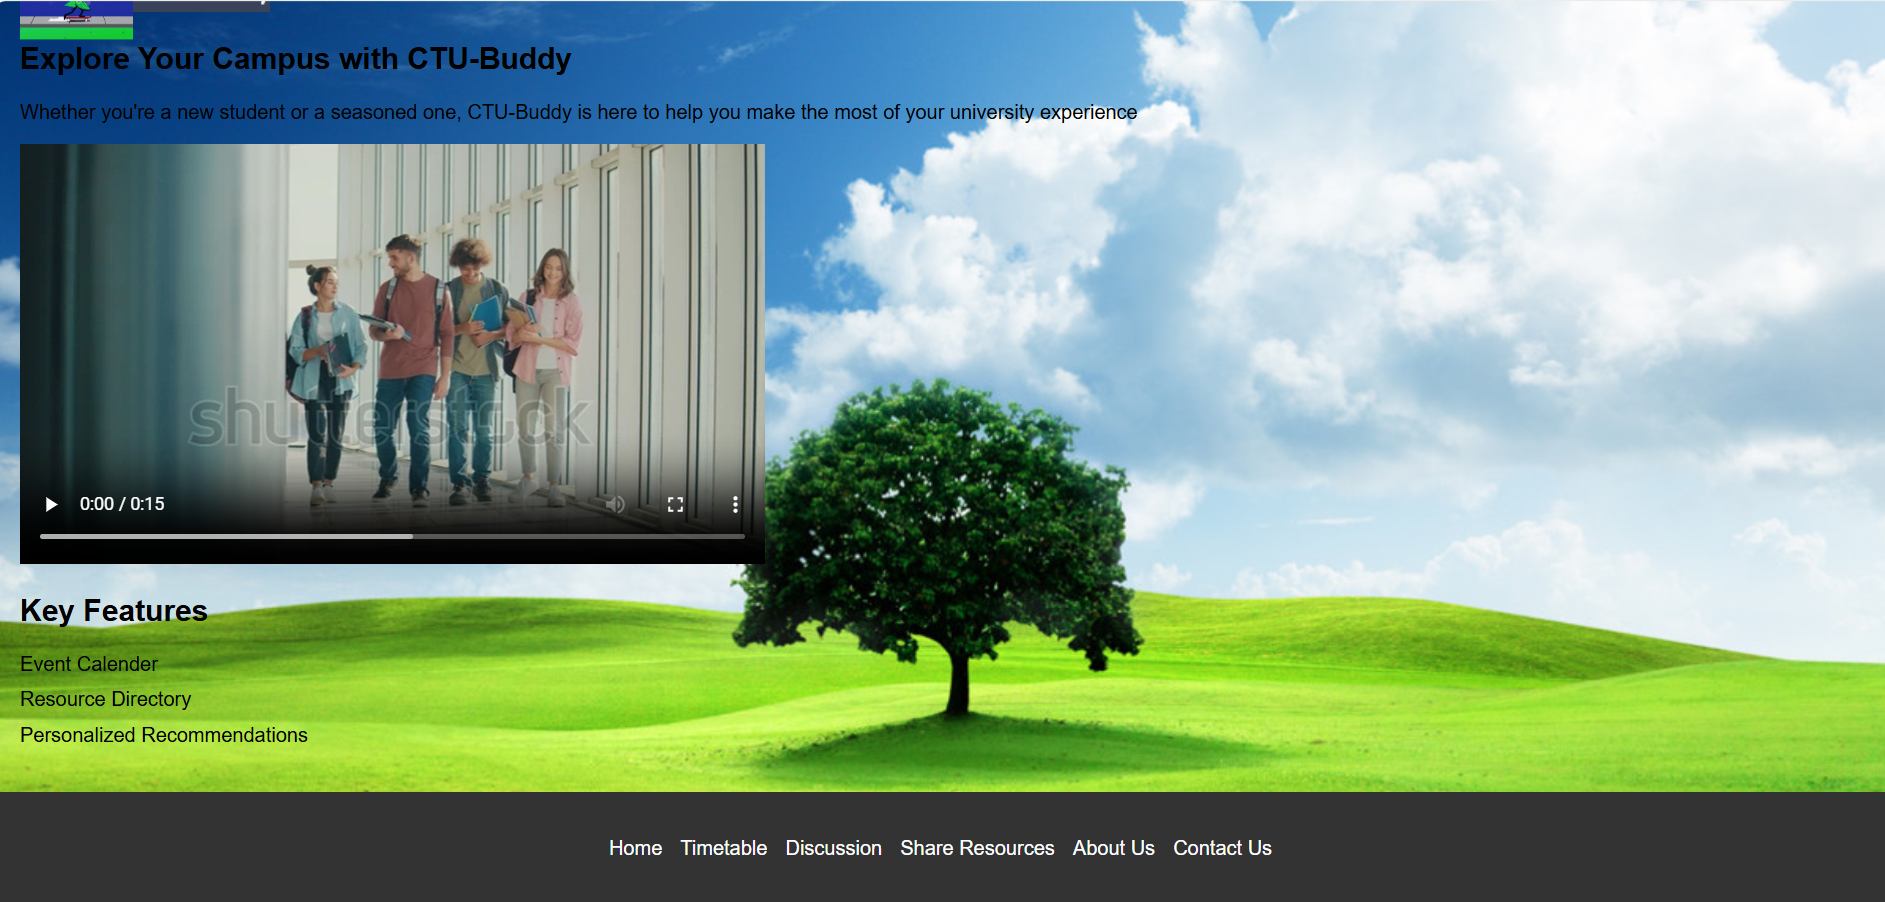 Explore Your Campus with CTU-Buddy
Whether you're a new student or a seasoned one, CTU-Buddy is here to help you make the most of your university experience
shutterstock
0:00 / 0:15
Key Features
Event Calender
Resource Directory
Personalized Recommendations
Home Timetable Discussion Share Resources About Us Contact Us